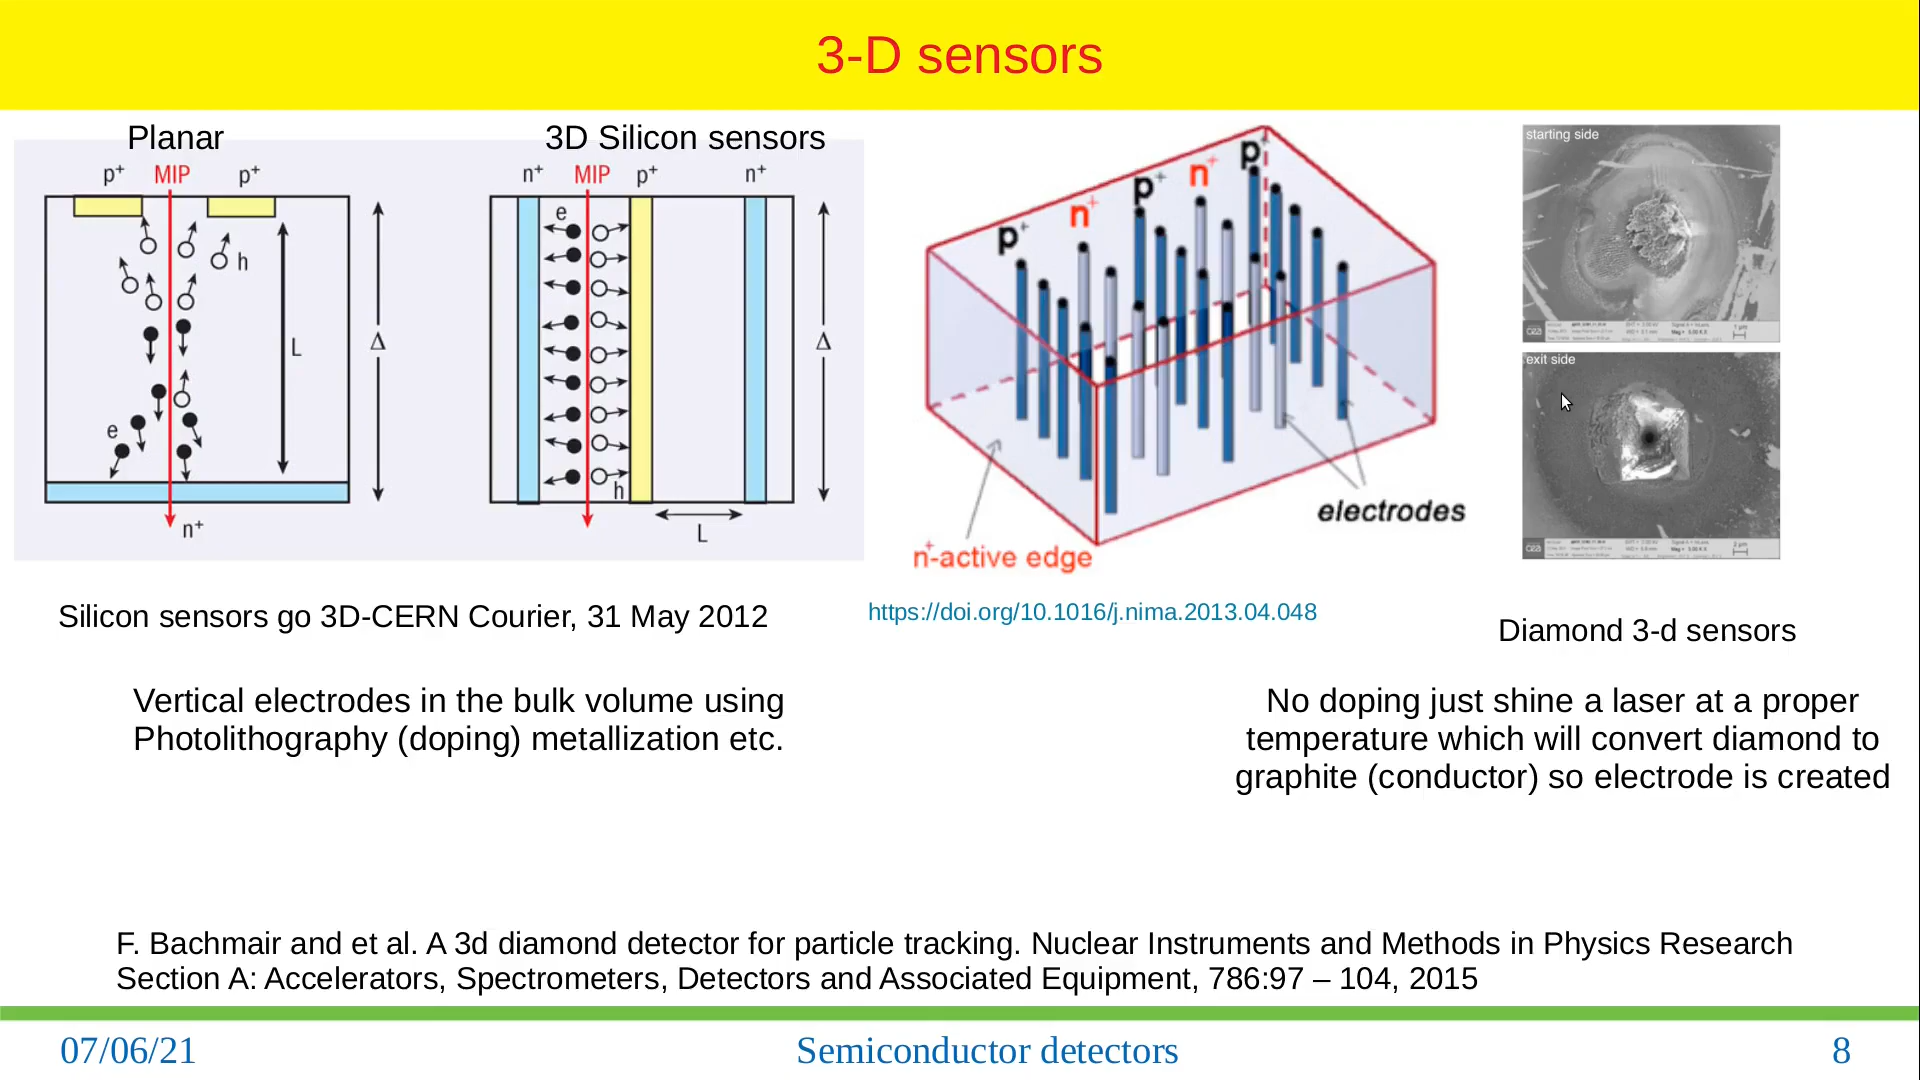 3-D sensors
Planar
3D Silicon sensors
p+ MIP p+
n+ MIP p+ n+
e
h
L
Δ
e
n+
Δ
h
L
p+
n+
p+
n+
p+
electrodes
n+-active edge
starting side
exit side
Silicon sensors go 3D-CERN Courier, 31 May 2012
https://doi.org/10.1016/j.nima.2013.04.048
Diamond 3-d sensors
Vertical electrodes in the bulk volume using
Photolithography (doping) metallization etc.
No doping just shine a laser at a proper
temperature which will convert diamond to
graphite (conductor) so electrode is created
F. Bachmair and et al. A 3d diamond detector for particle tracking. Nuclear Instruments and Methods in Physics Research
Section A: Accelerators, Spectrometers, Detectors and Associated Equipment, 786:97 – 104, 2015
07/06/21
Semiconductor detectors
8